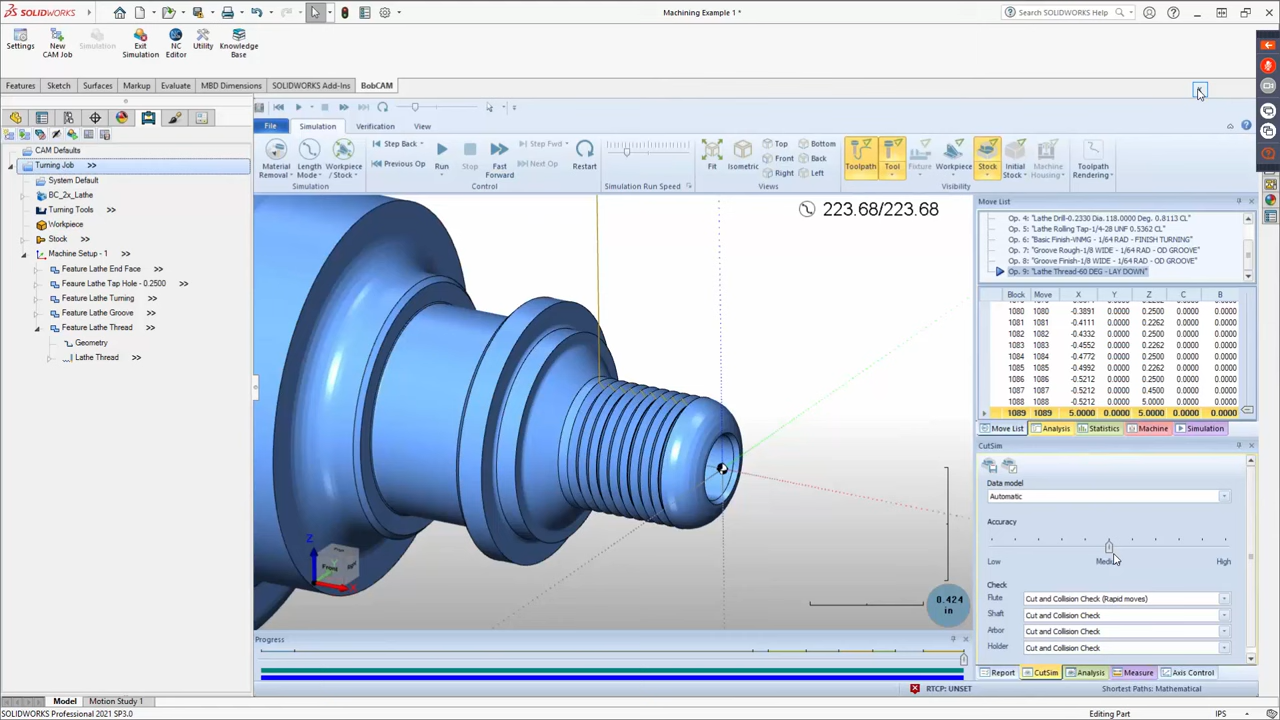 SOLIDWORKS
Machining Example 1 *
Search SOLIDWORKS Help
Settings
New CAM Job
Simulation
Exit Simulation
NC Editor
Utility
Knowledge Base
Features
Sketch
Surfaces
Markup
Evaluate
MBD Dimensions
SOLIDWORKS Add-Ins
BobCAM
File
Simulation
Verification
View
Material Removal
Length Mode
Workpiece / Stock
Simulation
Step Back
Previous Op
Run
Stop
Fast Forward
Next Op
Restart
Control
Simulation Run Speed
Fit
Isometric
Top
Front
Right
Bottom
Back
Left
Views
Toolpath
Tool
Fixture
Workpiece
Stock
Initial Stock
Machine Housing
Visibility
Toolpath Rendering
CAM Defaults
Turning Job >>
System Default
BC_2x_Lathe
Turning Tools >>
Workpiece
Stock >>
Machine Setup - 1 >>
Feature Lathe End Face >>
Feaure Lathe Tap Hole - 0.2500 >>
Feature Lathe Turning >>
Feature Lathe Groove >>
Feature Lathe Thread >>
Geometry
Lathe Thread >>
223.68/223.68
Z
X
Front
0.424
in
Move List
Op. 4: "Lathe Drill-0.2330 Dia. 118.0000 Deg. 0.8113 CL"
Op. 5: "Lathe Rolling Tap-1/4-28 UNF 0.5362 CL"
Op. 6: "Basic Finish-VNMG - 1/64 RAD - FINISH TURNING"
Op. 7: "Groove Rough-1/8 WIDE - 1/64 RAD - OD GROOVE"
Op. 8: "Groove Finish-1/8 WIDE - 1/64 RAD - OD GROOVE"
Op. 9: "Lathe Thread-60 DEG - LAY DOWN"
Block Move X Y Z C B
1080 1080 -0.3891 0.0000 0.2500 0.0000 0.0000
1081 1081 -0.4111 0.0000 0.2262 0.0000 0.0000
1082 1082 -0.4332 0.0000 0.2500 0.0000 0.0000
1083 1083 -0.4552 0.0000 0.2262 0.0000 0.0000
1084 1084 -0.4772 0.0000 0.2500 0.0000 0.0000
1085 1085 -0.4992 0.0000 0.2262 0.0000 0.0000
1086 1086 -0.5212 0.0000 0.2500 0.0000 0.0000
1087 1087 -0.5212 0.0000 0.4500 0.0000 0.0000
1088 1088 -0.5212 0.0000 5.0000 0.0000 0.0000
1089 1089 5.0000 0.0000 5.0000 0.0000 0.0000
Move List
Analysis
Statistics
Machine
Simulation
CutSim
Data model
Automatic
Accuracy
Low
High
Check
Flute Cut and Collision Check (Rapid moves)
Shaft Cut and Collision Check
Arbor Cut and Collision Check
Holder Cut and Collision Check
Report
CutSim
Analysis
Measure
Axis Control
Progress
RTCP: UNSET
Shortest Paths: Mathematical
Model
Motion Study 1
SOLIDWORKS Professional 2021 SP3.0
Editing Part
IPS